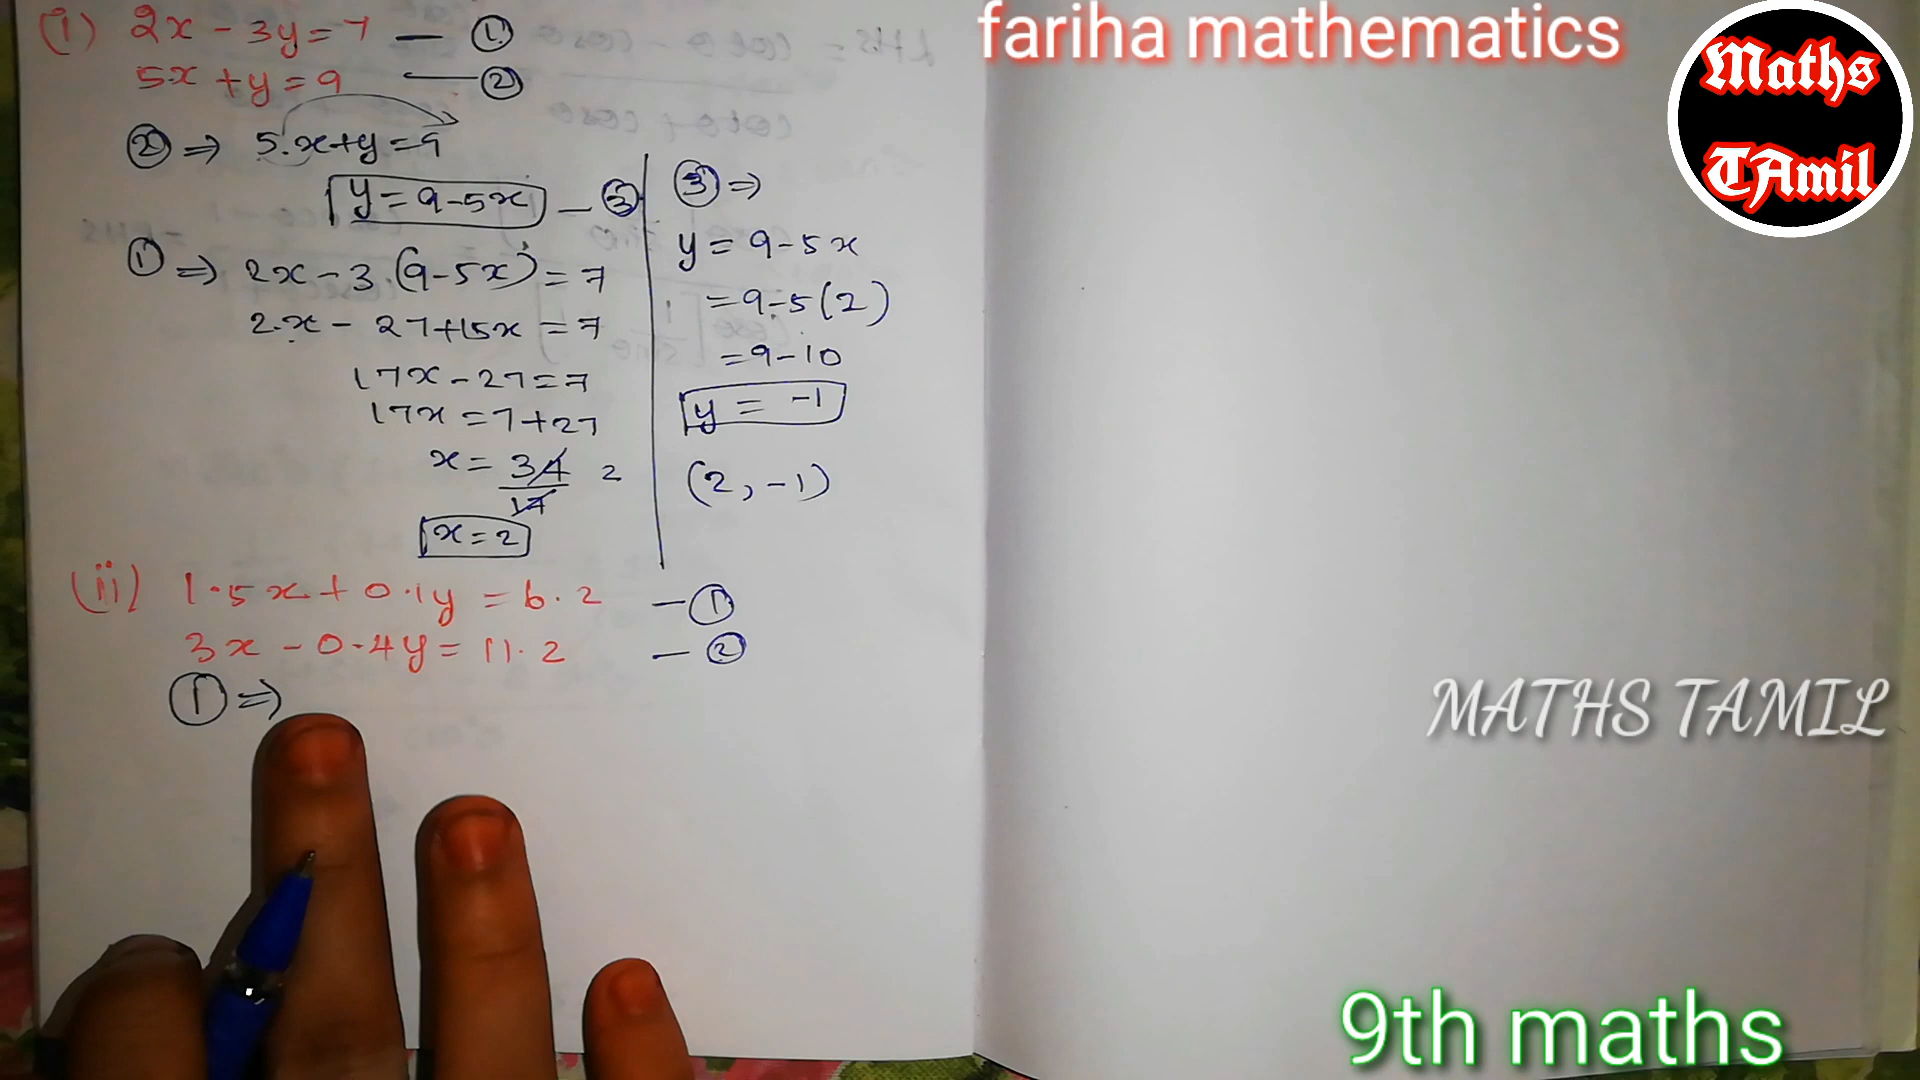 fariha mathematics
Maths
TAmil
(i) 2x - 3y = 7 — ①
5x + y = 9 — ②
② ⇒ 5.x+y = 9
y = 9-5x — ③
① ⇒ 2x - 3.(9-5x) = 7
2.x - 27+15x = 7
17x - 27 = 7
17x = 7+27
x = 34/17 2
x = 2
③ ⇒
y = 9-5x
= 9-5(2)
= 9-10
y = -1
(2, -1)
(ii) 1.5x + 0.1y = 6.2 — ①
3x - 0.4y = 11.2 — ②
① ⇒
MATHS TAMIL
9th maths